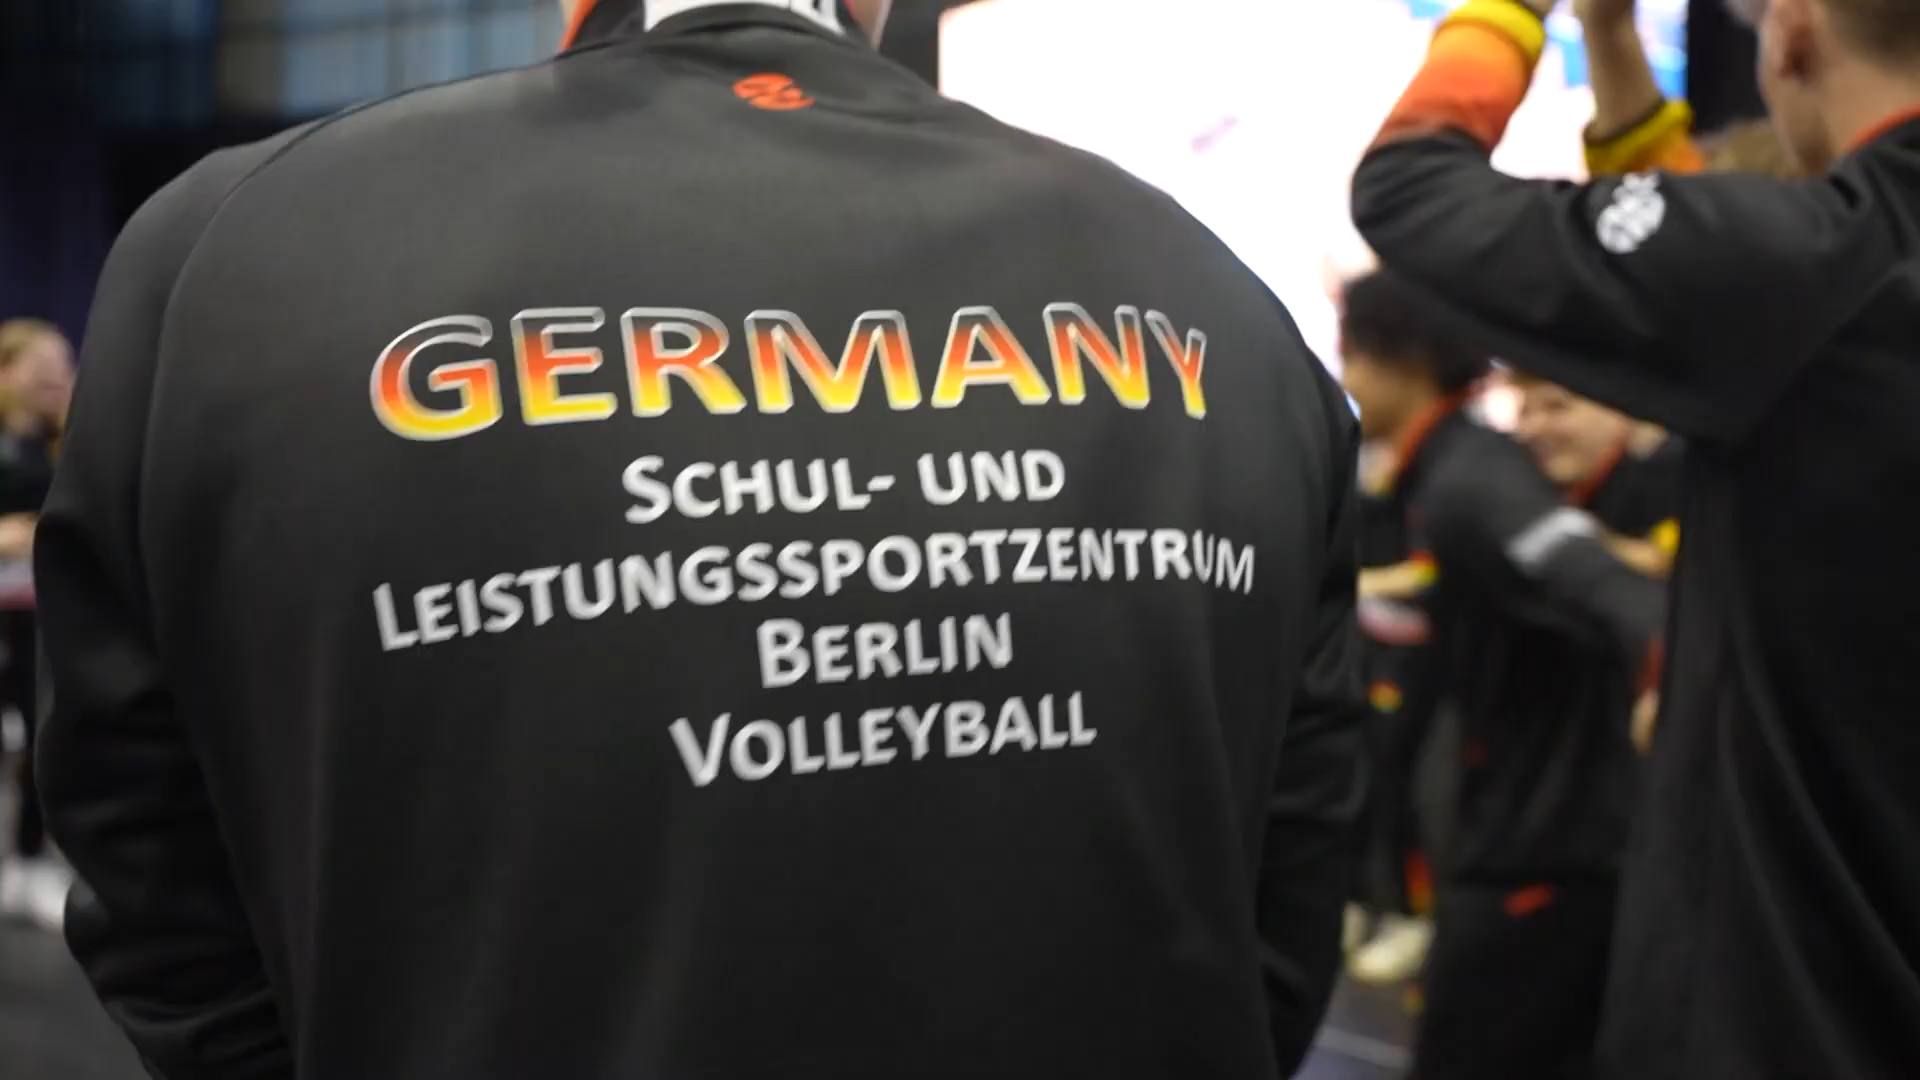 GERMANY
SCHUL- UND
LEISTUNGSSPORTZENTRUM
BERLIN
VOLLEYBALL